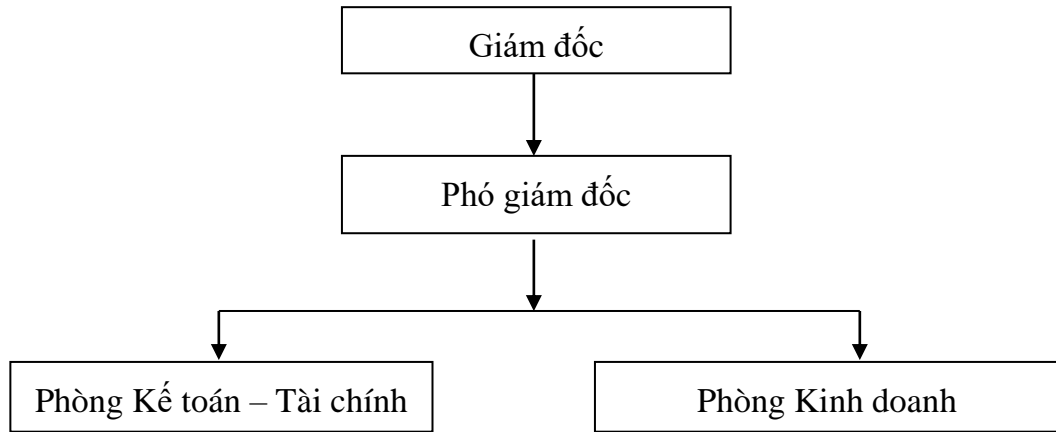 Giám đốc
Phó giám đốc
Phòng Kế toán – Tài chính
Phòng Kinh doanh